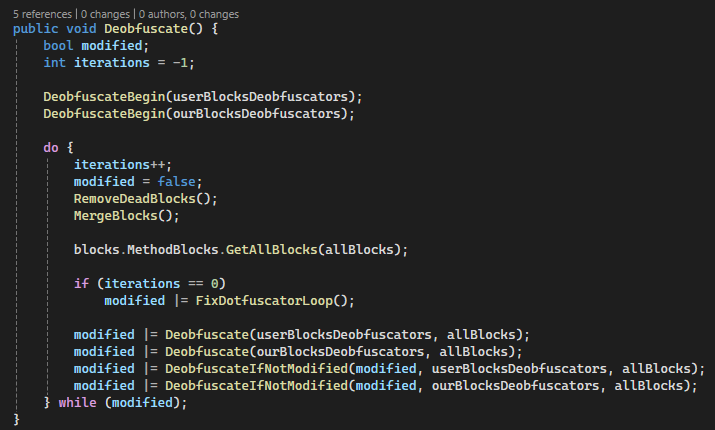 5 references | 0 changes | 0 authors, 0 changes
public void Deobfuscate() {
    bool modified;
    int iterations = -1;

    DeobfuscateBegin(userBlocksDeobfuscators);
    DeobfuscateBegin(ourBlocksDeobfuscators);

    do {
        iterations++;
        modified = false;
        RemoveDeadBlocks();
        MergeBlocks();

        blocks.MethodBlocks.GetAllBlocks(allBlocks);

        if (iterations == 0)
            modified |= FixDotfuscatorLoop();

        modified |= Deobfuscate(userBlocksDeobfuscators, allBlocks);
        modified |= Deobfuscate(ourBlocksDeobfuscators, allBlocks);
        modified |= DeobfuscateIfNotModified(modified, userBlocksDeobfuscators, allBlocks);
        modified |= DeobfuscateIfNotModified(modified, ourBlocksDeobfuscators, allBlocks);
    } while (modified);
}